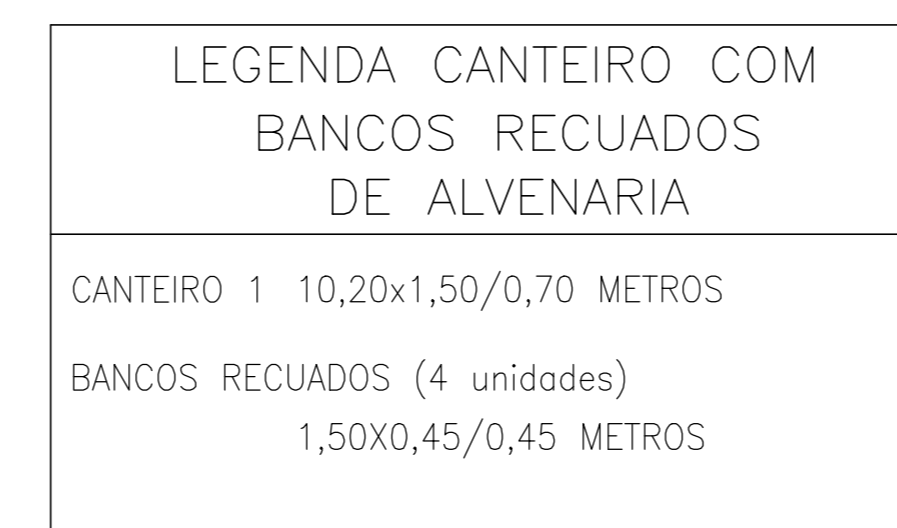 LEGENDA CANTEIRO COM
BANCOS RECUADOS
DE ALVENARIA
CANTEIRO 1 10,20x1,50/0,70 METROS
BANCOS RECUADOS (4 unidades)
1,50X0,45/0,45 METROS